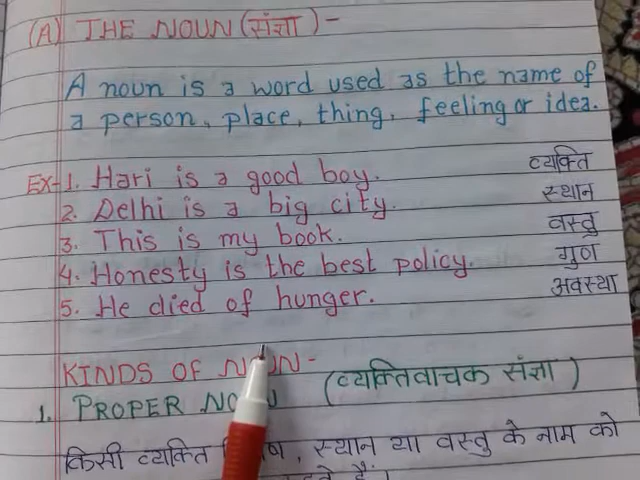 (A) THE NOUN (संज्ञा) -
A noun is a word used as the name of
a person, place, thing, feeling or idea.
Ex- 1. Hari is a good boy. व्यक्ति
2. Delhi is a big city. स्थान
3. This is my book. वस्तु
4. Honesty is the best policy. गुण
5. He died of hunger. अवस्था
KINDS OF NOUN-
1. PROPER NOUN (व्यक्तिवाचक संज्ञा)
किसी व्यक्ति , स्थान या वस्तु के नाम को
हैं।